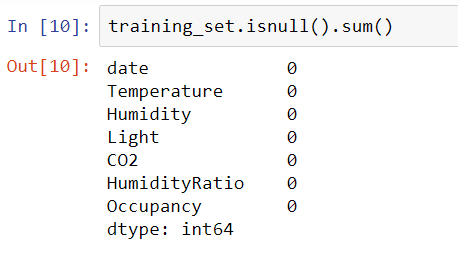 In [10]: training_set.isnull().sum()
Out[10]: date 0
Temperature 0
Humidity 0
Light 0
CO2 0
HumidityRatio 0
Occupancy 0
dtype: int64